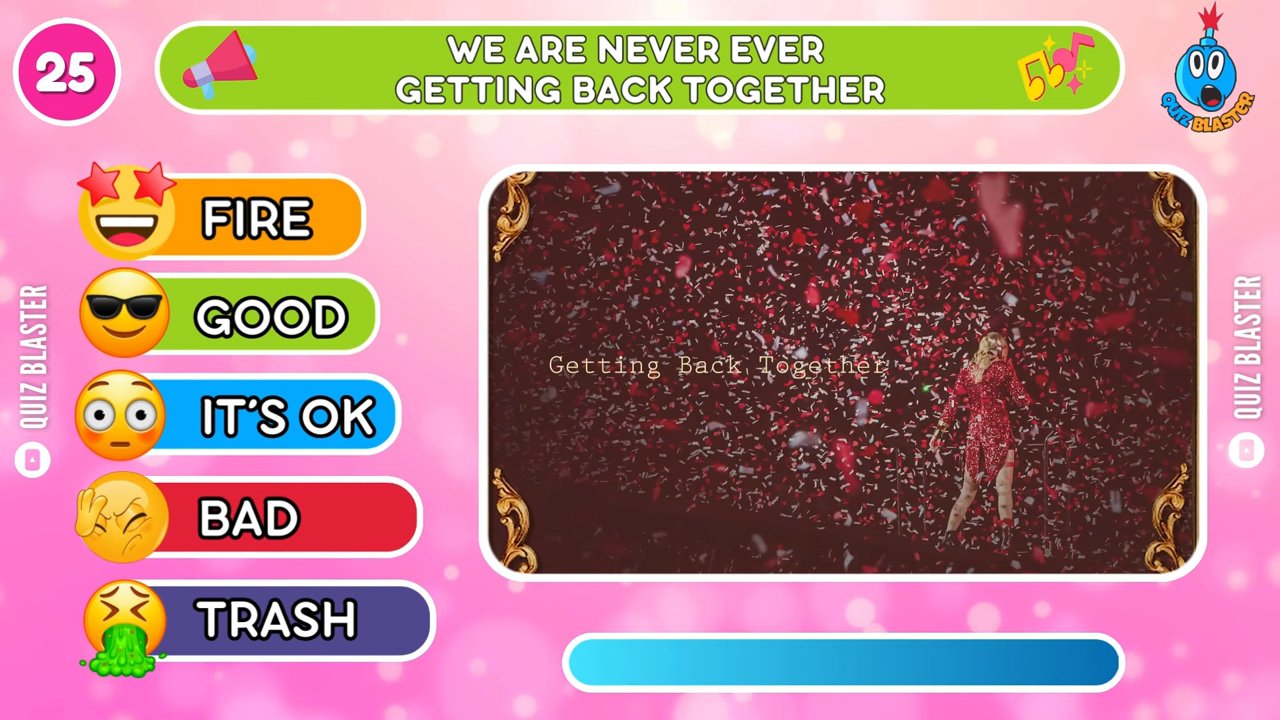 25
WE ARE NEVER EVER
GETTING BACK TOGETHER
QUIZ BLASTER
FIRE
GOOD
IT'S OK
BAD
TRASH
Getting Back Together
QUIZ BLASTER
QUIZ BLASTER